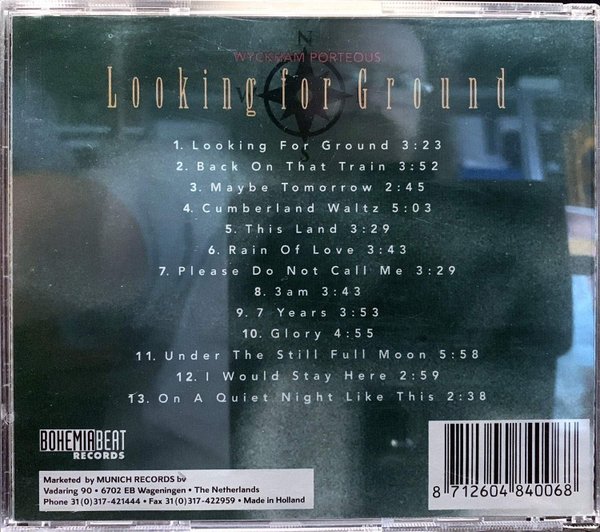 N
WYCKHAM PORTEOUS
Looking for Ground
S
1. Looking For Ground 3:23
2. Back On That Train 3:52
3. Maybe Tomorrow 2:45
4. Cumberland Waltz 5:03
5. This Land 3:29
6. Rain Of Love 3:43
7. Please Do Not Call Me 3:29
8. 3am 3:43
9. 7 Years 3:53
10. Glory 4:55
11. Under The Still Full Moon 5:58
12. I Would Stay Here 2:59
13. On A Quiet Night Like This 2:38
BOHEMIABEAT
RECORDS
Marketed by MUNICH RECORDS bv
Vadaring 90 • 6702 EB Wageningen • The Netherlands
Phone 31(0)317-421444 • Fax 31(0)317-422959 • Made in Holland
8 712604 840068